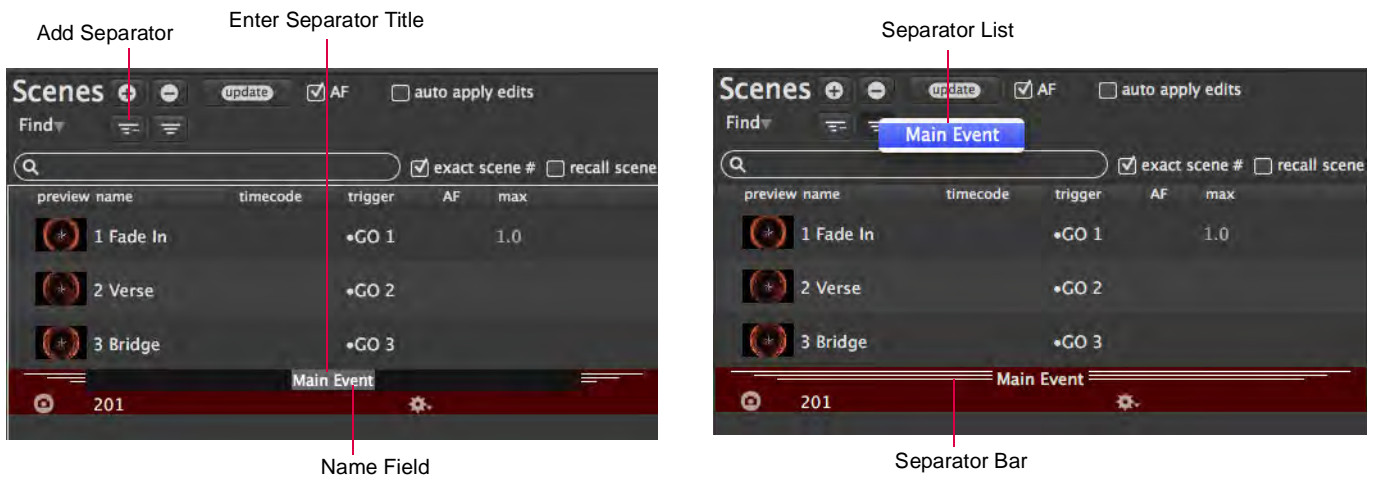 Add Separator
Enter Separator Title
Scenes update AF auto apply edits
Find
exact scene # recall scene
preview name timecode trigger AF max
1 Fade In •GO 1 1.0
2 Verse •GO 2
3 Bridge •GO 3
Main Event
201
Name Field
Separator List
Scenes update AF auto apply edits
Find
Main Event
exact scene # recall scene
preview name timecode trigger AF max
1 Fade In •GO 1 1.0
2 Verse •GO 2
3 Bridge •GO 3
Main Event
201
Separator Bar